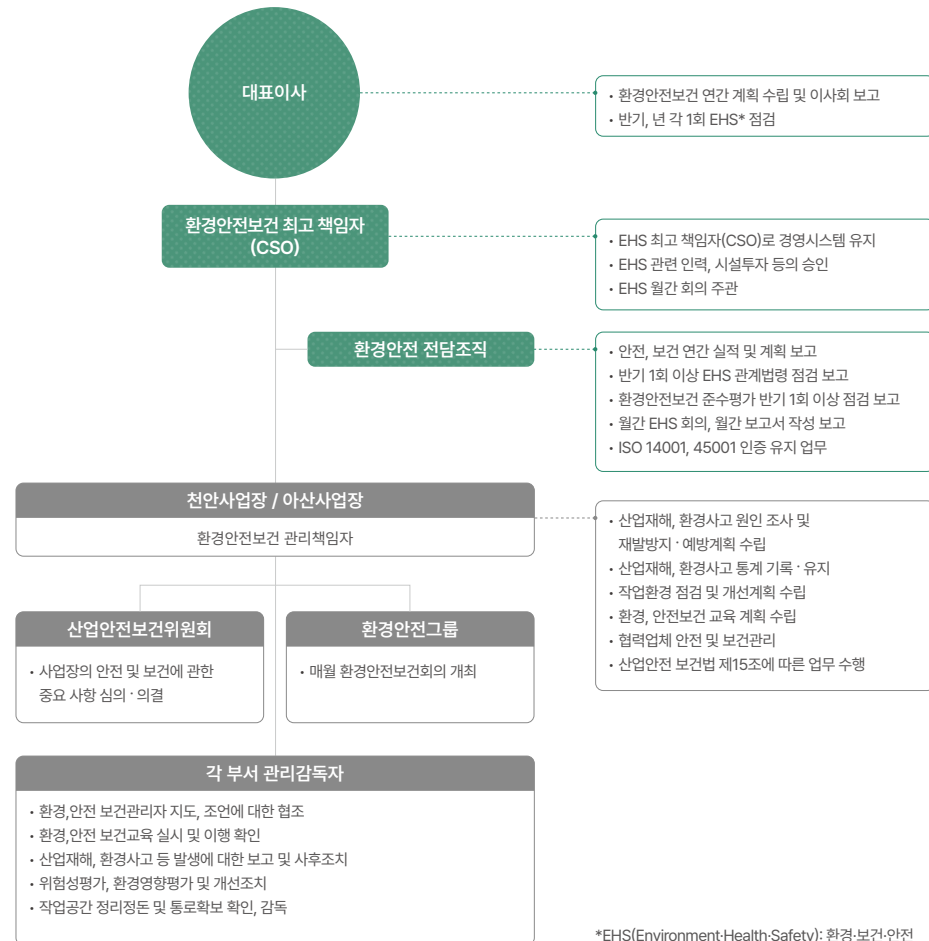 대표이사
• 환경안전보건 연간 계획 수립 및 이사회 보고
• 반기, 년 각 1회 EHS* 점검
환경안전보건 최고 책임자
(CSO)
• EHS 최고 책임자(CSO)로 경영시스템 유지
• EHS 관련 인력, 시설투자 등의 승인
• EHS 월간 회의 주관
환경안전 전담조직
• 안전, 보건 연간 실적 및 계획 보고
• 반기 1회 이상 EHS 관계법령 점검 보고
• 환경안전보건 준수평가 반기 1회 이상 점검 보고
• 월간 EHS 회의, 월간 보고서 작성 보고
• ISO 14001, 45001 인증 유지 업무
천안사업장 / 아산사업장
환경안전보건 관리책임자
• 산업재해, 환경사고 원인 조사 및
재발방지 · 예방계획 수립
• 산업재해, 환경사고 통계 기록 · 유지
• 작업환경 점검 및 개선계획 수립
• 환경, 안전보건 교육 계획 수립
• 협력업체 안전 및 보건관리
• 산업안전 보건법 제15조에 따른 업무 수행
산업안전보건위원회
• 사업장의 안전 및 보건에 관한
중요 사항 심의 · 의결
환경안전그룹
• 매월 환경안전보건회의 개최
각 부서 관리감독자
• 환경,안전 보건관리자 지도, 조언에 대한 협조
• 환경,안전 보건교육 실시 및 이행 확인
• 산업재해, 환경사고 등 발생에 대한 보고 및 사후조치
• 위험성평가, 환경영향평가 및 개선조치
• 작업공간 정리정돈 및 통로확보 확인, 감독
*EHS(Environment·Health·Safety): 환경·보건·안전